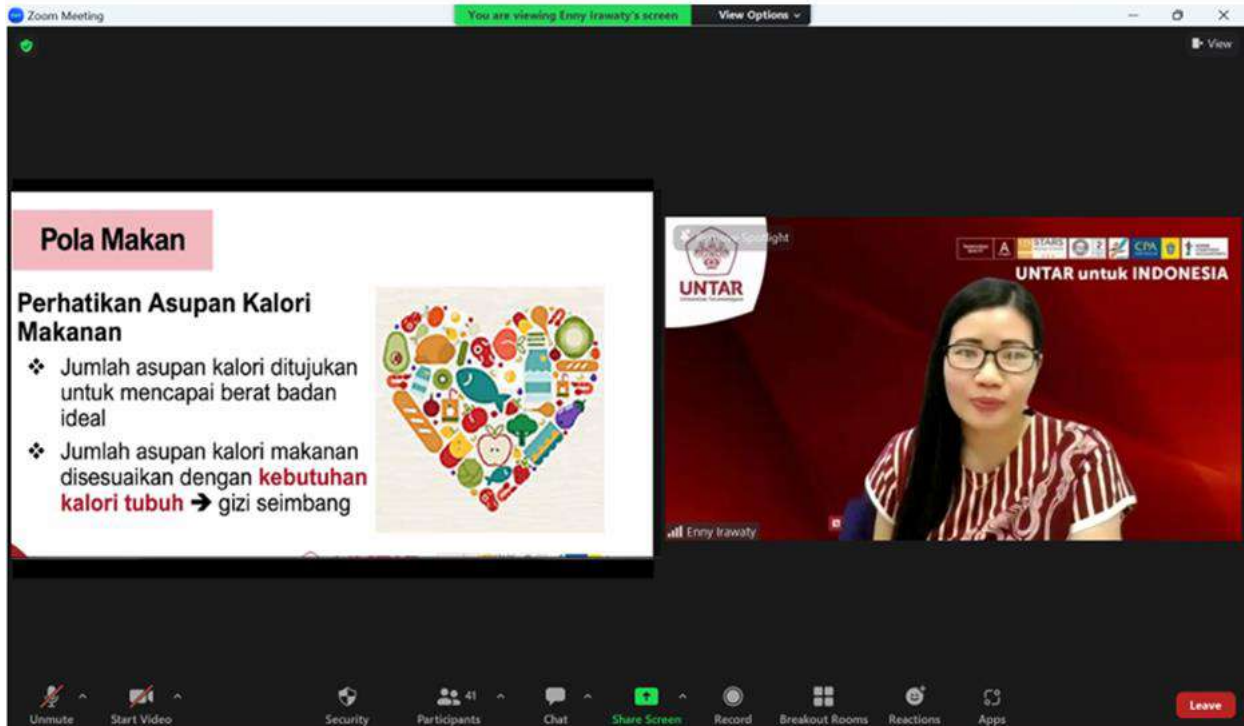 Zoom Meeting
You are viewing Enny Irawaty's screen
View Options
View
Pola Makan
Perhatikan Asupan Kalori
Makanan
Jumlah asupan kalori ditujukan
untuk mencapai berat badan
ideal
Jumlah asupan kalori makanan
disesuaikan dengan kebutuhan
kalori tubuh ➔ gizi seimbang
UNTAR
A
STARS
CPA
UNTAR untuk INDONESIA
Enny Irawaty
Unmute
Start Video
Security
41
Participants
Chat
Share Screen
Record
Breakout Rooms
Reactions
Apps
Leave